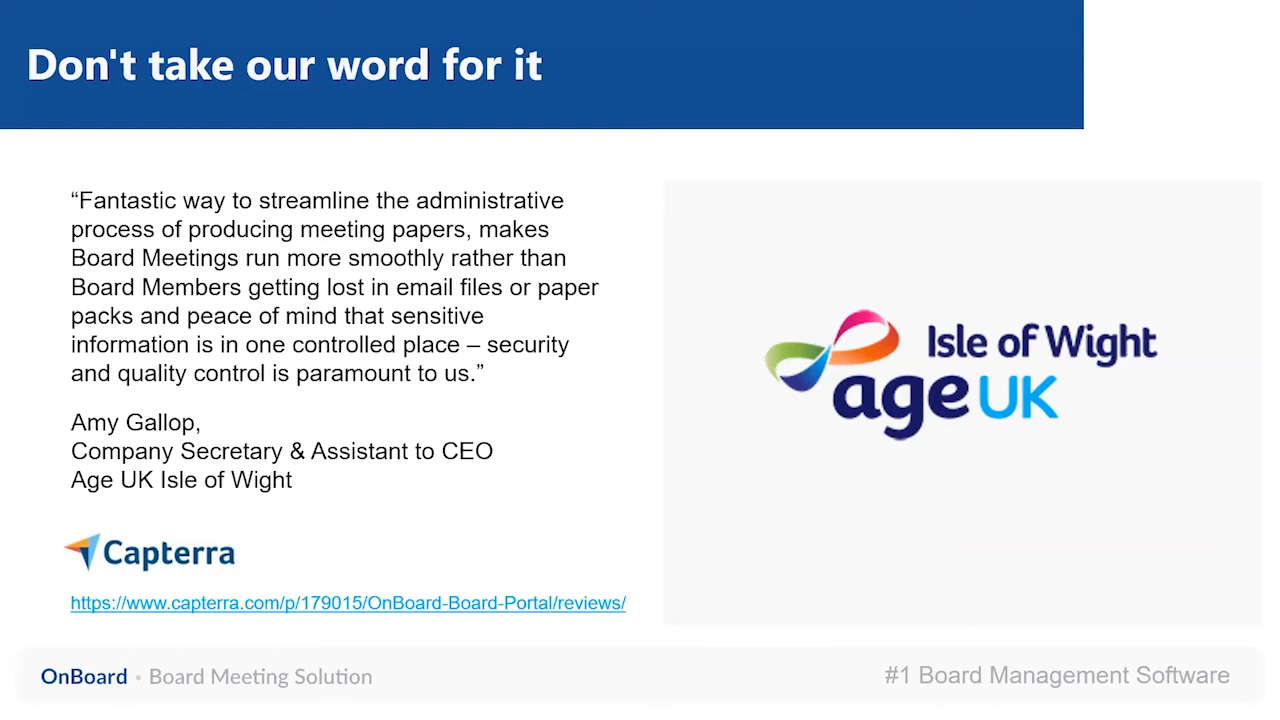 Don't take our word for it
“Fantastic way to streamline the administrative
process of producing meeting papers, makes
Board Meetings run more smoothly rather than
Board Members getting lost in email files or paper
packs and peace of mind that sensitive
information is in one controlled place – security
and quality control is paramount to us.”
Amy Gallop,
Company Secretary & Assistant to CEO
Age UK Isle of Wight
Capterra
https://www.capterra.com/p/179015/OnBoard-Board-Portal/reviews/
Isle of Wight
age UK
OnBoard • Board Meeting Solution
#1 Board Management Software